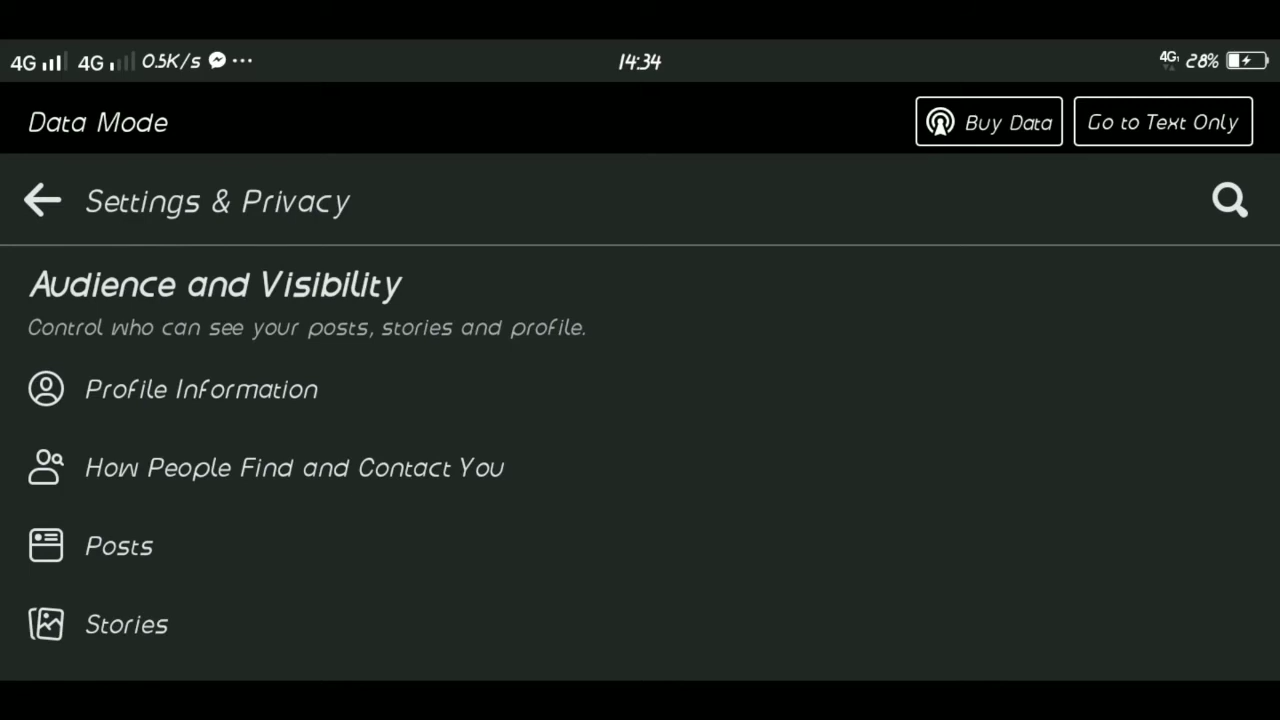 4G 4G 0.5K/s ... 14:34 4G 28%
Data Mode Buy Data Go to Text Only
Settings & Privacy
Audience and Visibility
Control who can see your posts, stories and profile.
Profile Information
How People Find and Contact You
Posts
Stories